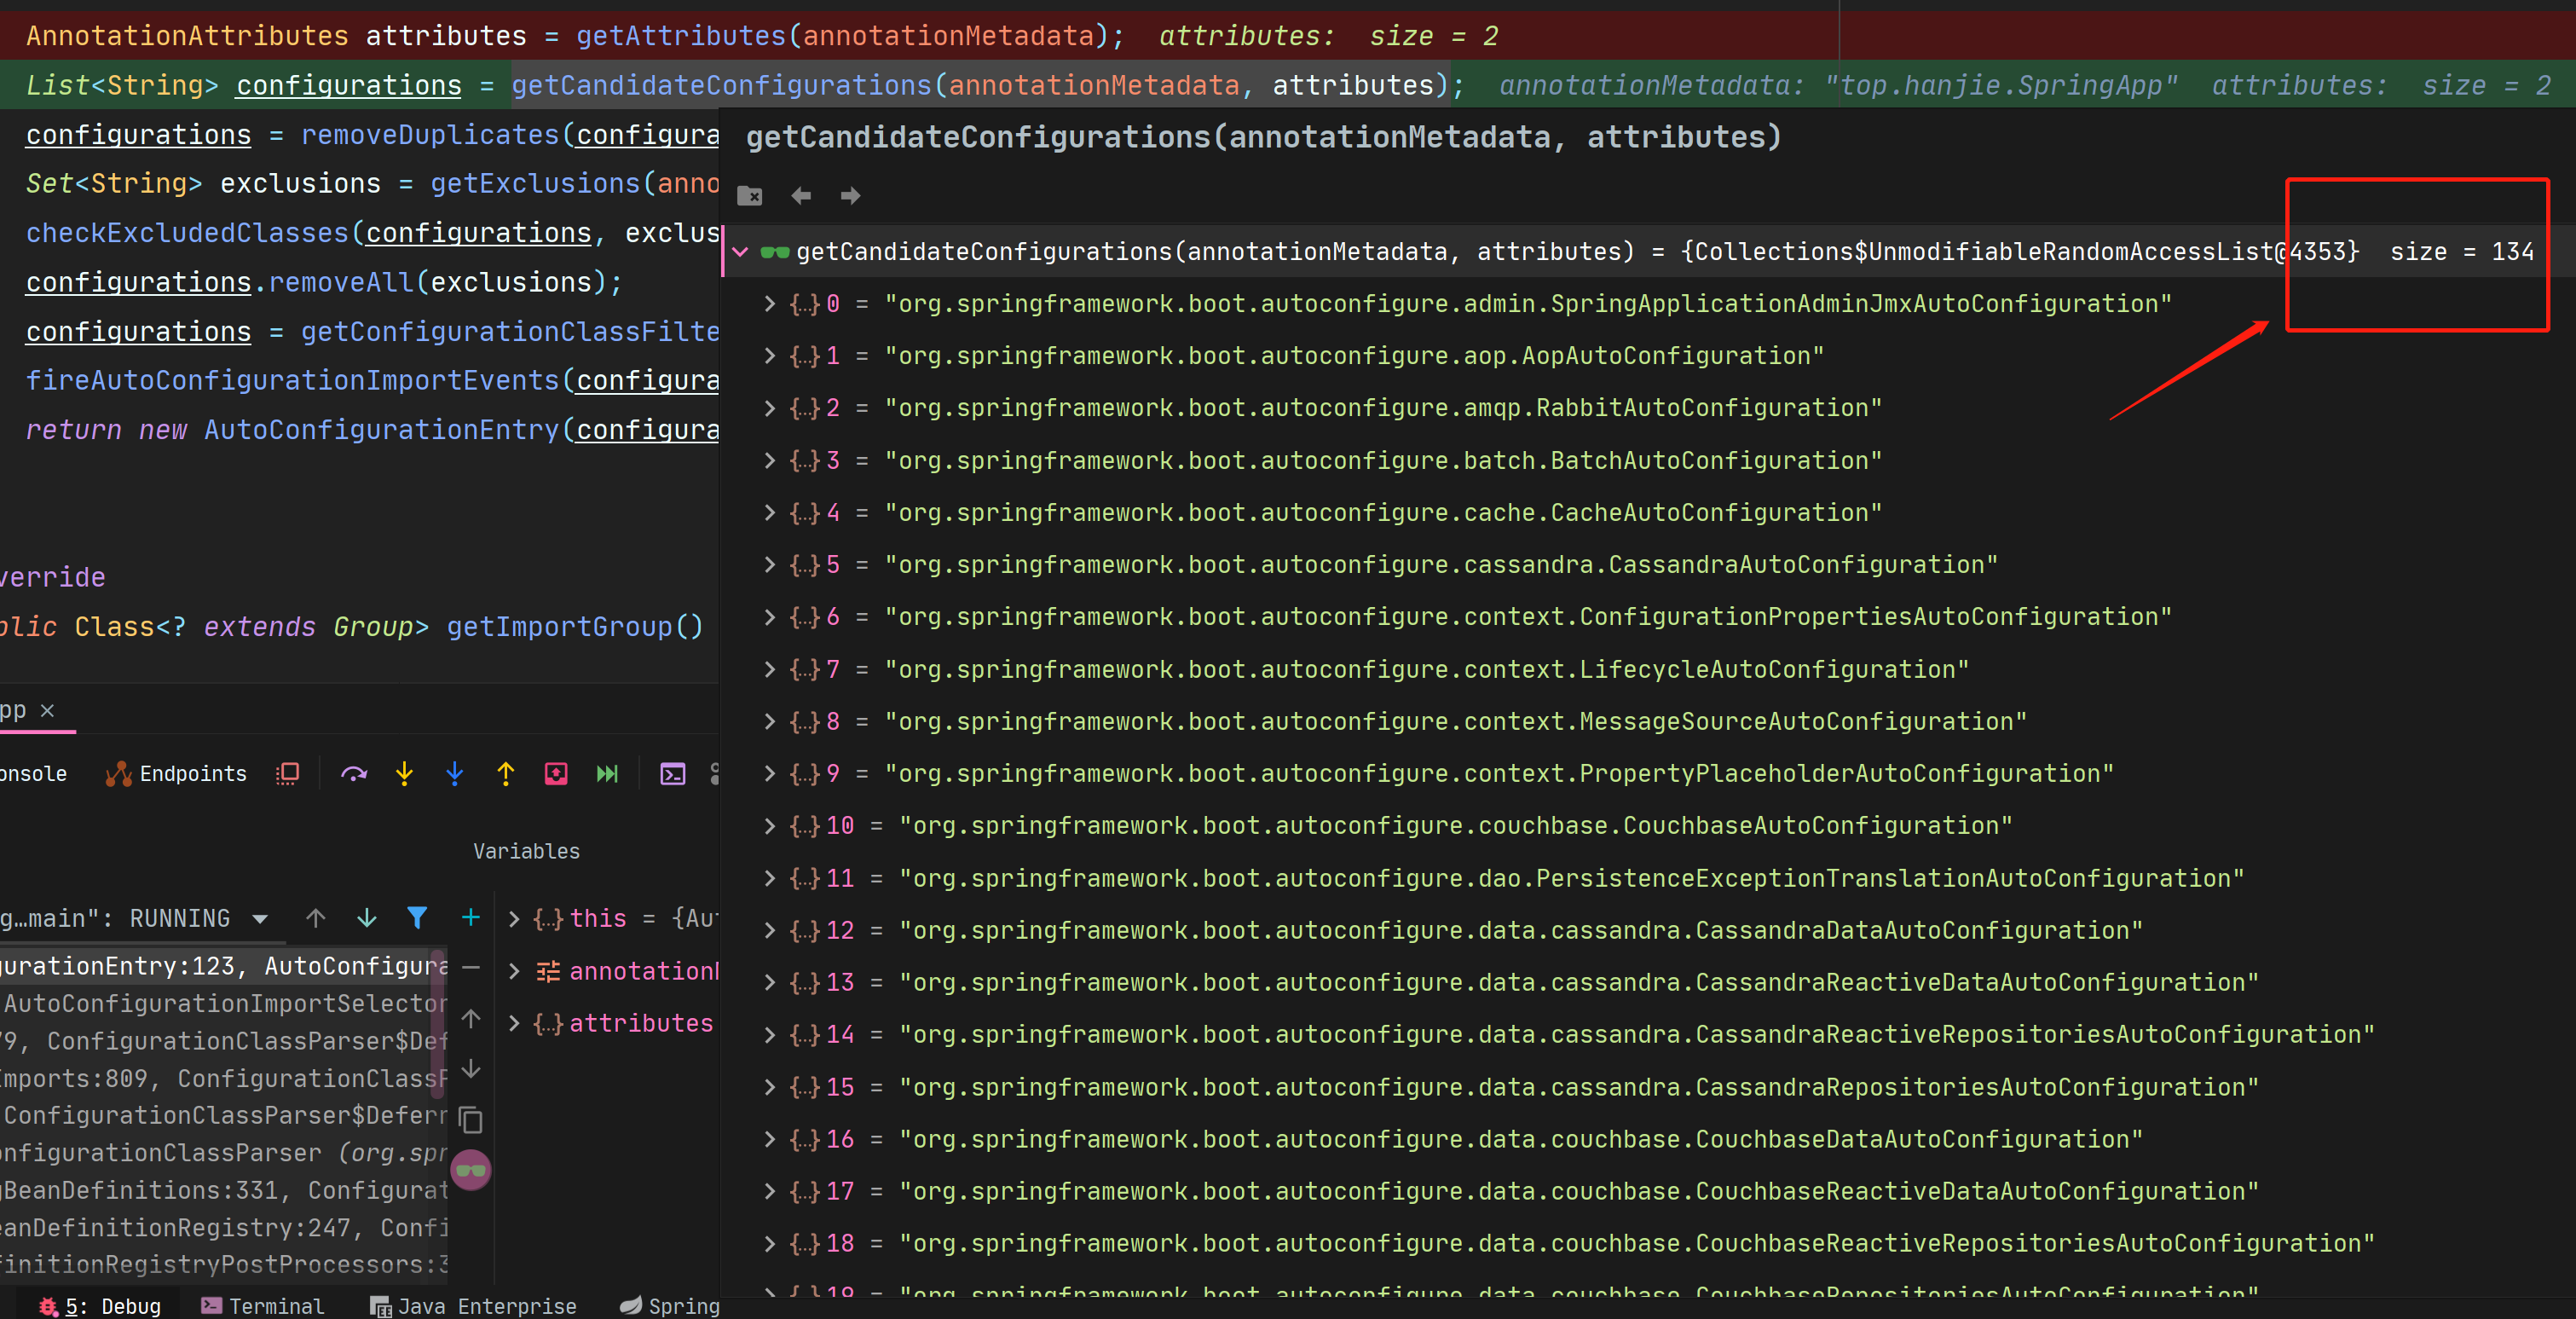 AnnotationAttributes attributes = getAttributes(annotationMetadata);  attributes:  size = 2
List<String> configurations = getCandidateConfigurations(annotationMetadata, attributes);  annotationMetadata: "top.hanjie.SpringApp"  attributes:  size = 2
configurations = removeDuplicates(configura
Set<String> exclusions = getExclusions(anno
checkExcludedClasses(configurations, exclus
configurations.removeAll(exclusions);
configurations = getConfigurationClassFilte
fireAutoConfigurationImportEvents(configura
return new AutoConfigurationEntry(configura
verride
blic Class<? extends Group> getImportGroup()
getCandidateConfigurations(annotationMetadata, attributes)
getCandidateConfigurations(annotationMetadata, attributes) = {Collections$UnmodifiableRandomAccessList@4353}  size = 134
{...} 0 = "org.springframework.boot.autoconfigure.admin.SpringApplicationAdminJmxAutoConfiguration"
{...} 1 = "org.springframework.boot.autoconfigure.aop.AopAutoConfiguration"
{...} 2 = "org.springframework.boot.autoconfigure.amqp.RabbitAutoConfiguration"
{...} 3 = "org.springframework.boot.autoconfigure.batch.BatchAutoConfiguration"
{...} 4 = "org.springframework.boot.autoconfigure.cache.CacheAutoConfiguration"
{...} 5 = "org.springframework.boot.autoconfigure.cassandra.CassandraAutoConfiguration"
{...} 6 = "org.springframework.boot.autoconfigure.context.ConfigurationPropertiesAutoConfiguration"
{...} 7 = "org.springframework.boot.autoconfigure.context.LifecycleAutoConfiguration"
{...} 8 = "org.springframework.boot.autoconfigure.context.MessageSourceAutoConfiguration"
{...} 9 = "org.springframework.boot.autoconfigure.context.PropertyPlaceholderAutoConfiguration"
{...} 10 = "org.springframework.boot.autoconfigure.couchbase.CouchbaseAutoConfiguration"
{...} 11 = "org.springframework.boot.autoconfigure.dao.PersistenceExceptionTranslationAutoConfiguration"
{...} 12 = "org.springframework.boot.autoconfigure.data.cassandra.CassandraDataAutoConfiguration"
{...} 13 = "org.springframework.boot.autoconfigure.data.cassandra.CassandraReactiveDataAutoConfiguration"
{...} 14 = "org.springframework.boot.autoconfigure.data.cassandra.CassandraReactiveRepositoriesAutoConfiguration"
{...} 15 = "org.springframework.boot.autoconfigure.data.cassandra.CassandraRepositoriesAutoConfiguration"
{...} 16 = "org.springframework.boot.autoconfigure.data.couchbase.CouchbaseDataAutoConfiguration"
{...} 17 = "org.springframework.boot.autoconfigure.data.couchbase.CouchbaseReactiveDataAutoConfiguration"
{...} 18 = "org.springframework.boot.autoconfigure.data.couchbase.CouchbaseReactiveRepositoriesAutoConfiguration"
{...} 19 = "org.springframework.boot.autoconfigure.data.couchbase.CouchbaseRepositoriesAutoConfiguration"
pp
onsole
Endpoints
Variables
g…main": RUNNING
urationEntry:123, AutoConfigura
AutoConfigurationImportSelector
79, ConfigurationClassParser$Def
Imports:809, ConfigurationClassP
ConfigurationClassParser$Deferr
onfigurationClassParser (org.spr
gBeanDefinitions:331, Configurat
eanDefinitionRegistry:247, Confi
finitionRegistryPostProcessors:3
{...} this = {Aut
annotationM
{...} attributes
5: Debug
Terminal
Java Enterprise
Spring